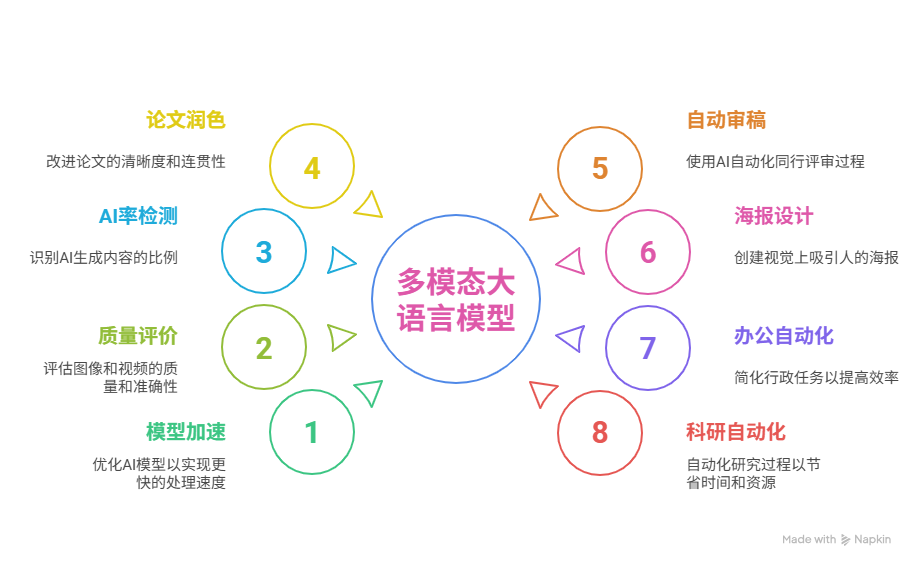 论文润色
改进论文的清晰度和连贯性
4
AI率检测
识别AI生成内容的比例
3
质量评价
评估图像和视频的质
量和准确性
2
模型加速
优化AI模型以实现更
快的处理速度
1
多模态大
语言模型
自动审稿
使用AI自动化同行评审过程
5
海报设计
创建视觉上吸引人的海报
6
办公自动化
简化行政任务以提高效率
7
科研自动化
自动化研究过程以节
省时间和资源
8
Made with Napkin